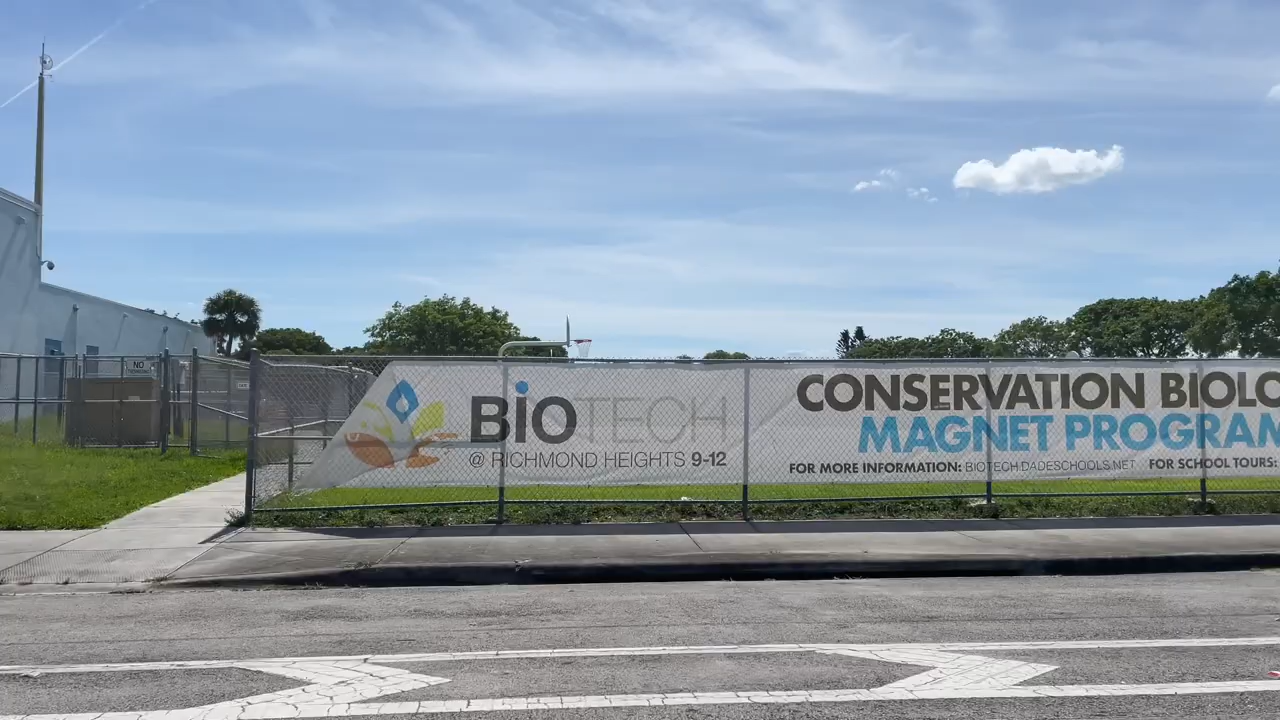 NO
BIOTECH
@ RICHMOND HEIGHTS 9-12
CONSERVATION BIOLO
MAGNET PROGRAM
FOR MORE INFORMATION: BIOTECH.DADESCHOOLS.NET FOR SCHOOL TOURS: